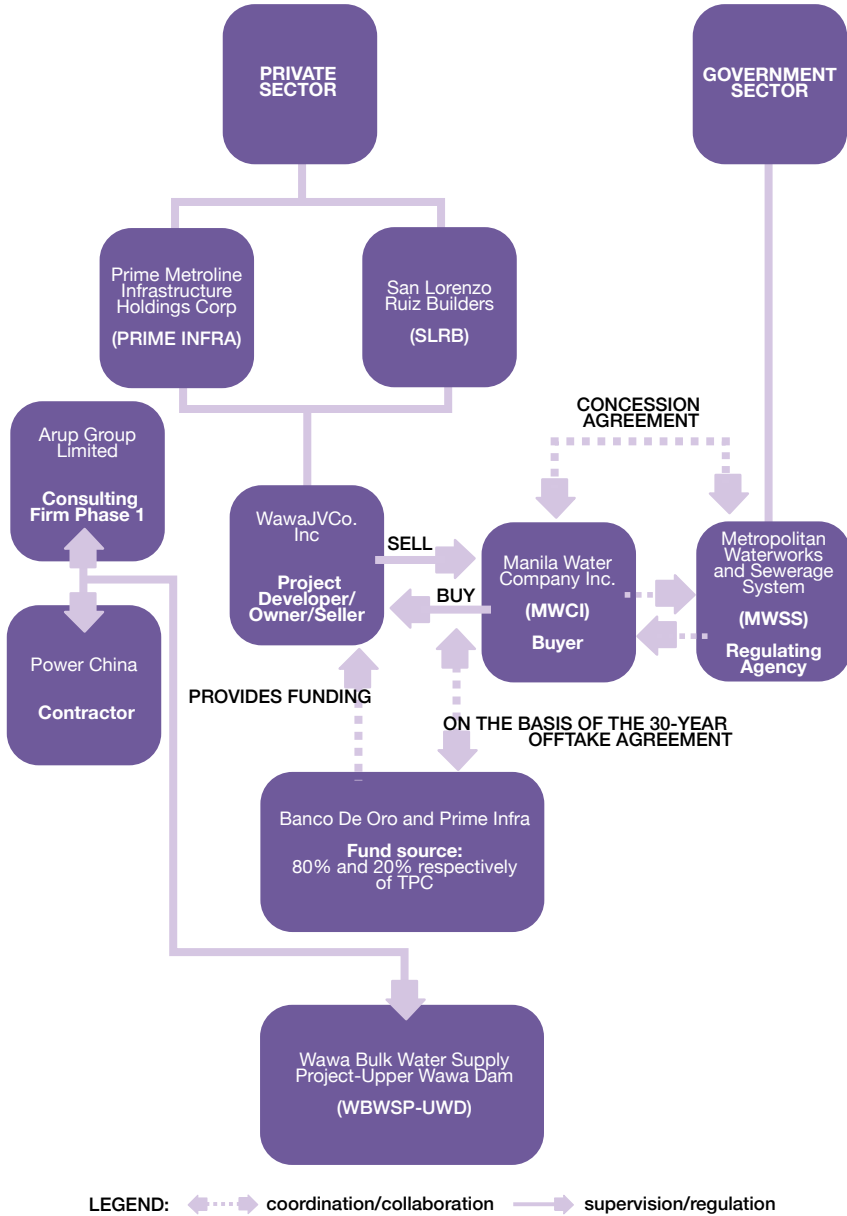 PRIVATE
SECTOR
GOVERNMENT
SECTOR
Prime Metroline
Infrastructure
Holdings Corp
(PRIME INFRA)
San Lorenzo
Ruiz Builders
(SLRB)
CONCESSION
AGREEMENT
Arup Group
Limited
Consulting
Firm Phase 1
WawaJVCo.
Inc
Project
Developer/
Owner/Seller
SELL
BUY
Manila Water
Company Inc.
(MWCI)
Buyer
Metropolitan
Waterworks
and Sewerage
System
(MWSS)
Regulating
Agency
Power China
Contractor
PROVIDES FUNDING
ON THE BASIS OF THE 30-YEAR
OFFTAKE AGREEMENT
Banco De Oro and Prime Infra
Fund source:
80% and 20% respectively
of TPC
Wawa Bulk Water Supply
Project-Upper Wawa Dam
(WBWSP-UWD)
LEGEND: coordination/collaboration supervision/regulation